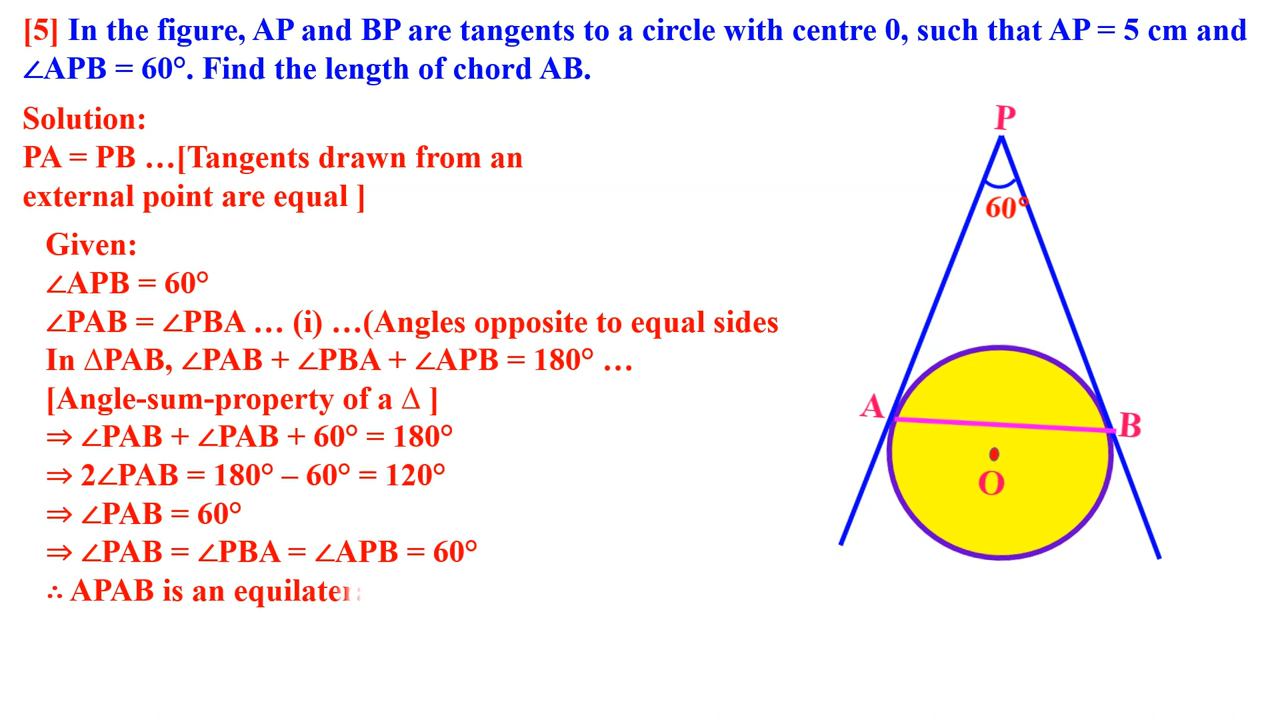 [5] In the figure, AP and BP are tangents to a circle with centre 0, such that AP = 5 cm and
∠APB = 60°. Find the length of chord AB.
Solution:
PA = PB …[Tangents drawn from an
external point are equal ]
Given:
∠APB = 60°
∠PAB = ∠PBA … (i) …(Angles opposite to equal sides
In ∆PAB, ∠PAB + ∠PBA + ∠APB = 180° …
[Angle-sum-property of a ∆ ]
⇒ ∠PAB + ∠PAB + 60° = 180°
⇒ 2∠PAB = 180° – 60° = 120°
⇒ ∠PAB = 60°
⇒ ∠PAB = ∠PBA = ∠APB = 60°
∴ APAB is an
P
60°
A
B
O